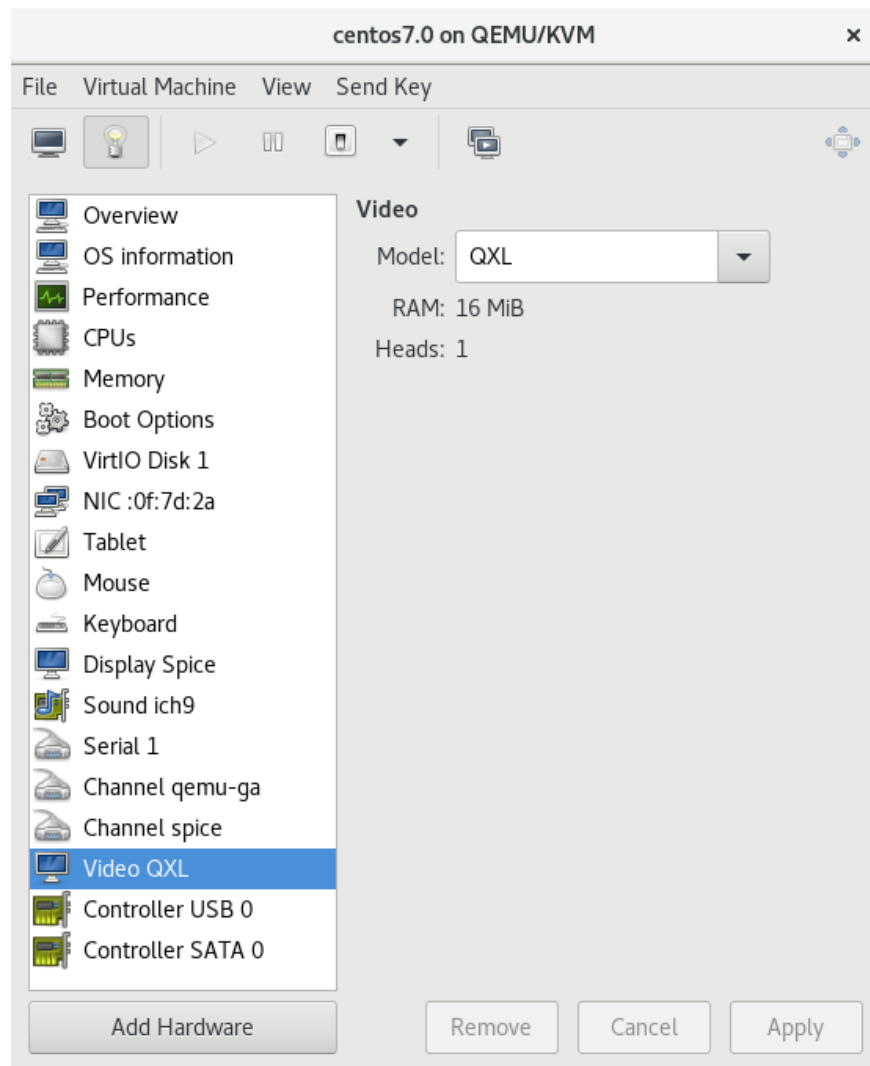 centos7.0 on QEMU/KVM ×
File Virtual Machine View Send Key
Overview
OS information
Performance
CPUs
Memory
Boot Options
VirtIO Disk 1
NIC :0f:7d:2a
Tablet
Mouse
Keyboard
Display Spice
Sound ich9
Serial 1
Channel qemu-ga
Channel spice
Video QXL
Controller USB 0
Controller SATA 0
Add Hardware
Video
Model: QXL
RAM: 16 MiB
Heads: 1
Remove Cancel Apply